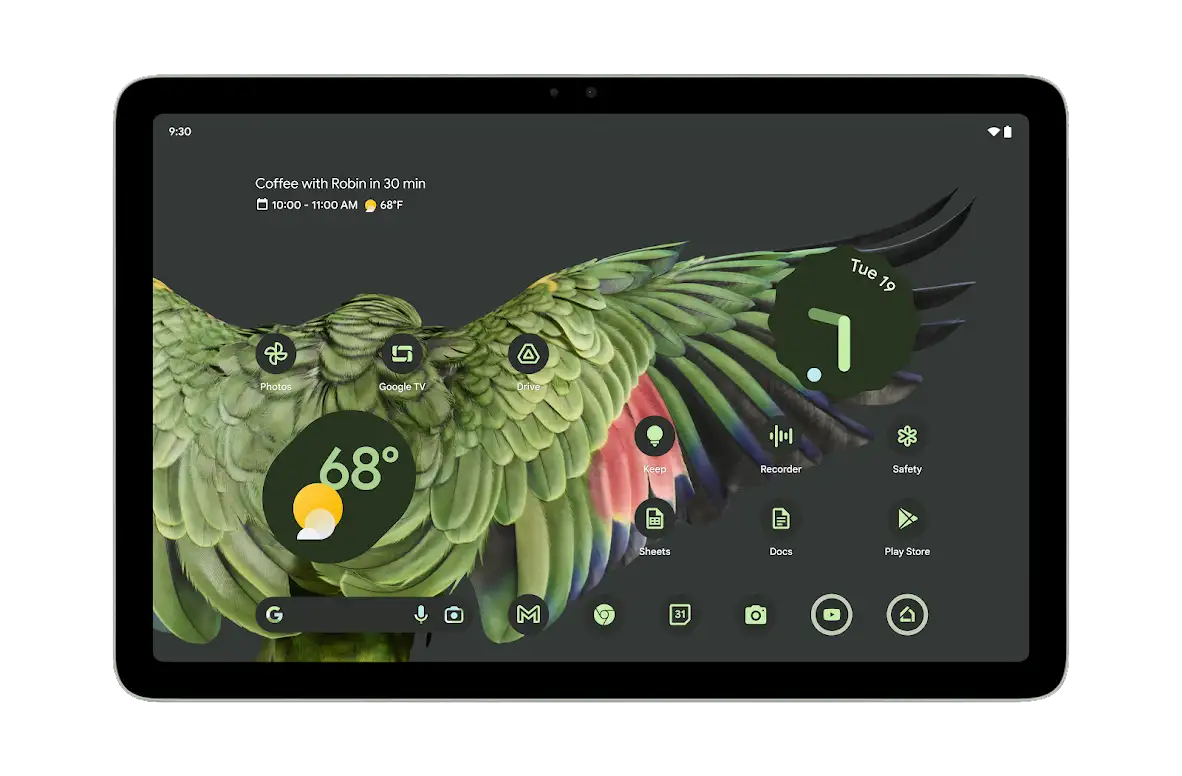 9:30
Coffee with Robin in 30 min
10:00 - 11:00 AM 68°F
Tue 19
Photos
Google TV
Drive
68°
Keep
Recorder
Safety
Sheets
Docs
Play Store
G
31